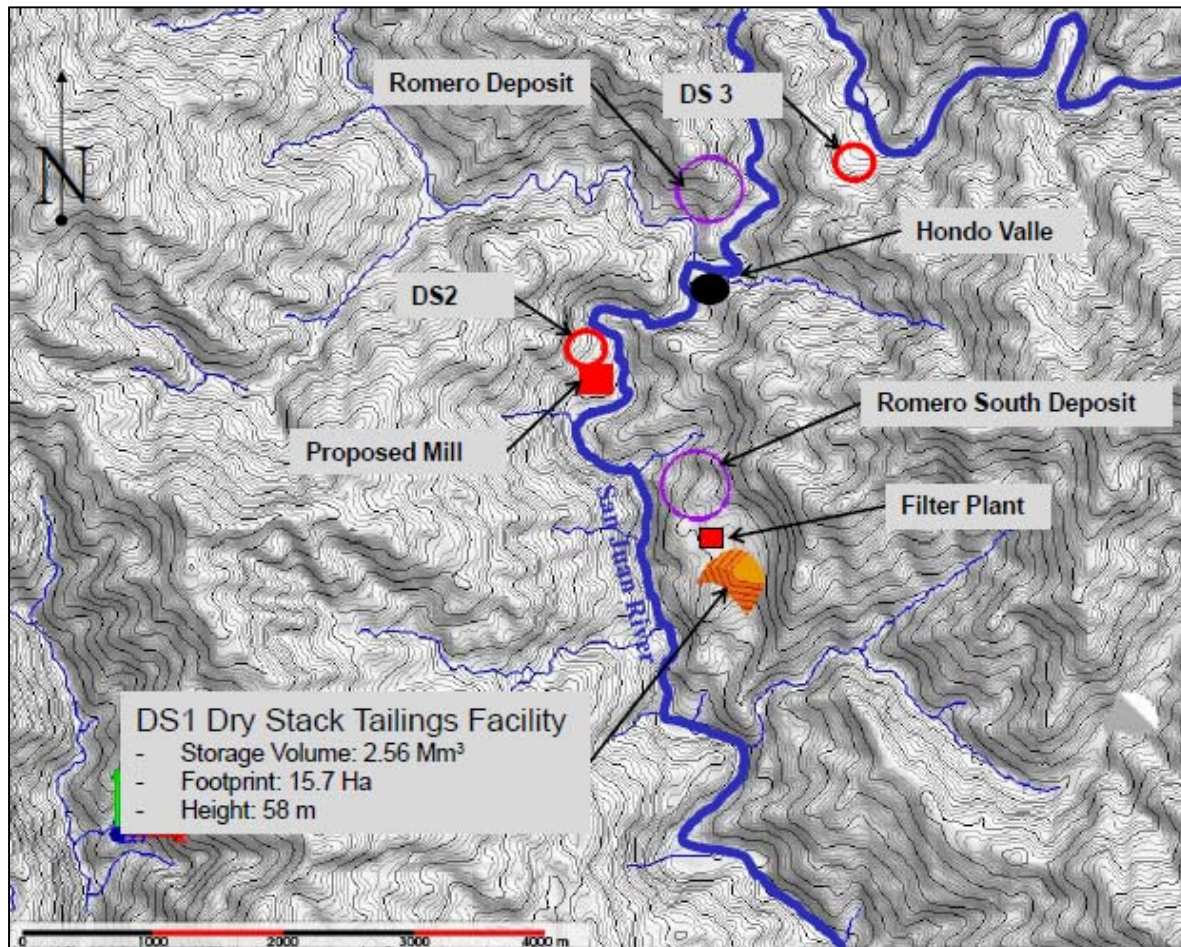 Romero Deposit
DS 3
N
Hondo Valle
DS2
Romero South Deposit
Proposed Mill
Filter Plant
San Juan River
DS1 Dry Stack Tailings Facility
- Storage Volume: 2.56 Mm³
- Footprint: 15.7 Ha
- Height: 58 m
0 1000 2000 3000 4000 m